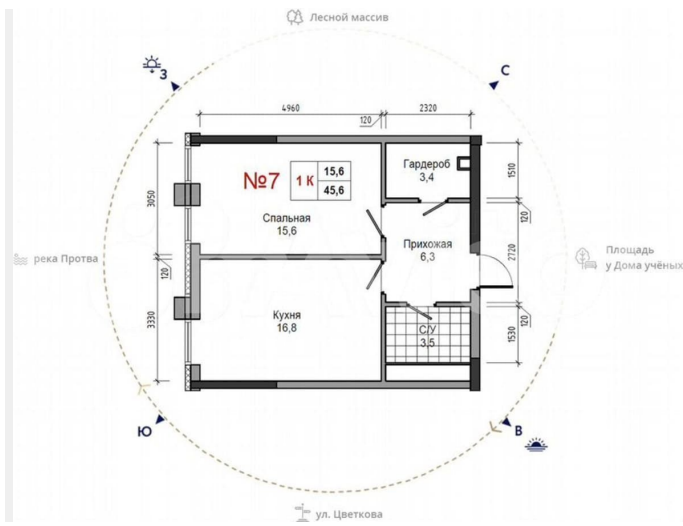 Лесной массив
З
С
4960
2320
120
№7
1 К
15,6
45,6
Гардероб
3,4
1510
3050
Спальная
15,6
Прихожая
6,3
120
2720
река Протва
Площадь
у Дома учёных
120
Кухня
16,8
3330
С/У
3,5
120
1530
Ю
В
ул. Цветкова